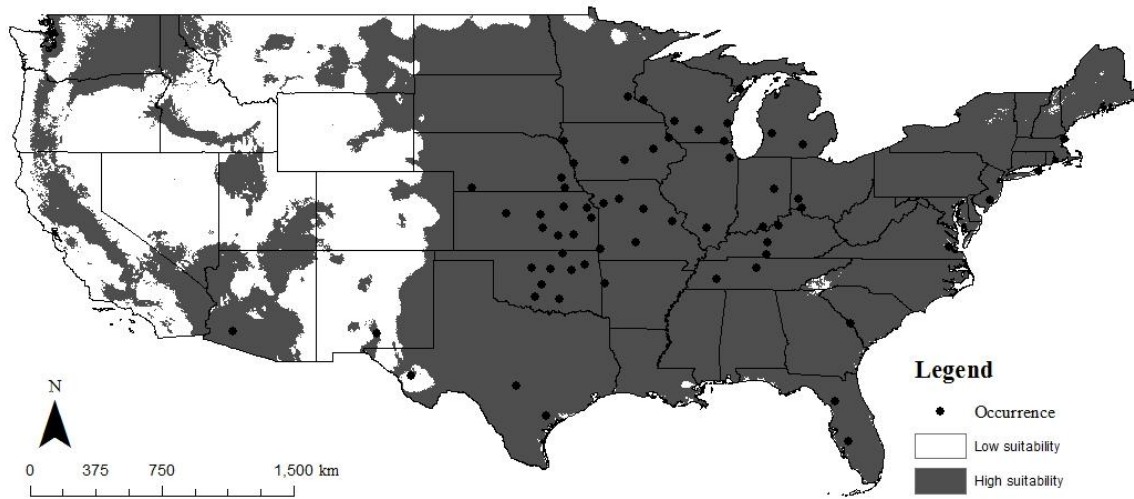 Legend
N
Occurrence
Low suitability
0 375 750 1,500 km
High suitability